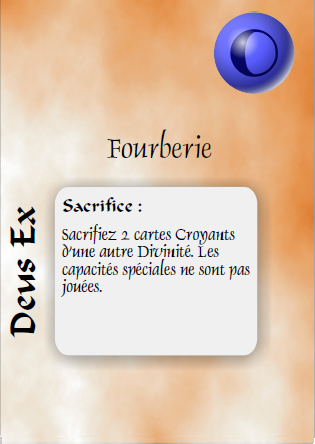 Fourberie
Sacrifice :
Sacrifiez 2 cartes Croyants
d'une autre Divinité. Les
capacités spéciales ne sont pas
jouées.
Deus Ex